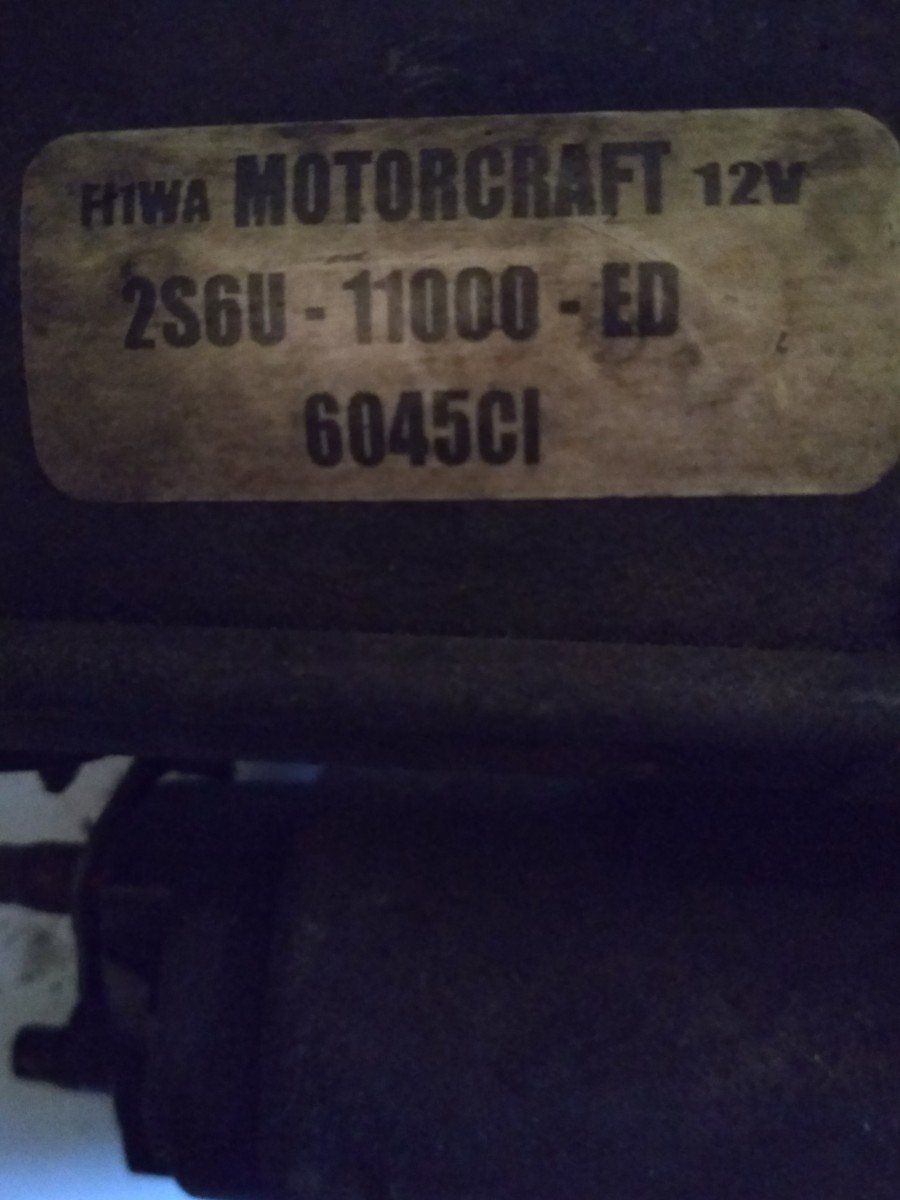 MOTORCRAFT 12V
2S6U - 11000 - ED
6045CI